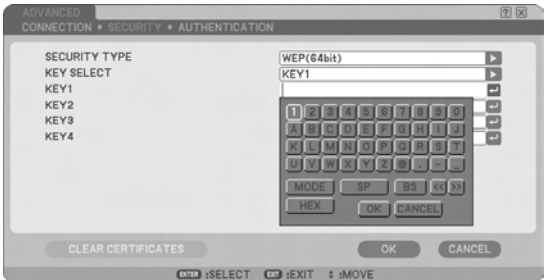 ADVANCED
CONNECTION • SECURITY • AUTHENTICATION
SECURITY TYPE WEP(64bit)
KEY SELECT KEY1
KEY1
KEY2
KEY3
KEY4
1 2 3 4 5 6 7 8 9 0
A B C D E F G H I J
K L M N O P Q R S T
U V W X Y Z @ . - _
MODE SP BS << >>
HEX OK CANCEL
CLEAR CERTIFICATES OK CANCEL
ENTER :SELECT EXIT :EXIT ↕ :MOVE